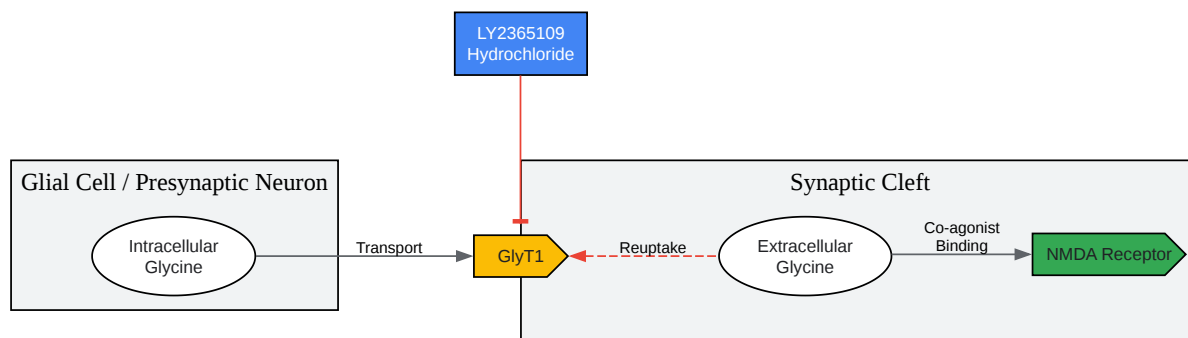 LY2365109
Hydrochloride
Glial Cell / Presynaptic Neuron
Synaptic Cleft
Intracellular
Glycine
Transport
GlyT1
Reuptake
Extracellular
Glycine
Co-agonist
Binding
NMDA Receptor